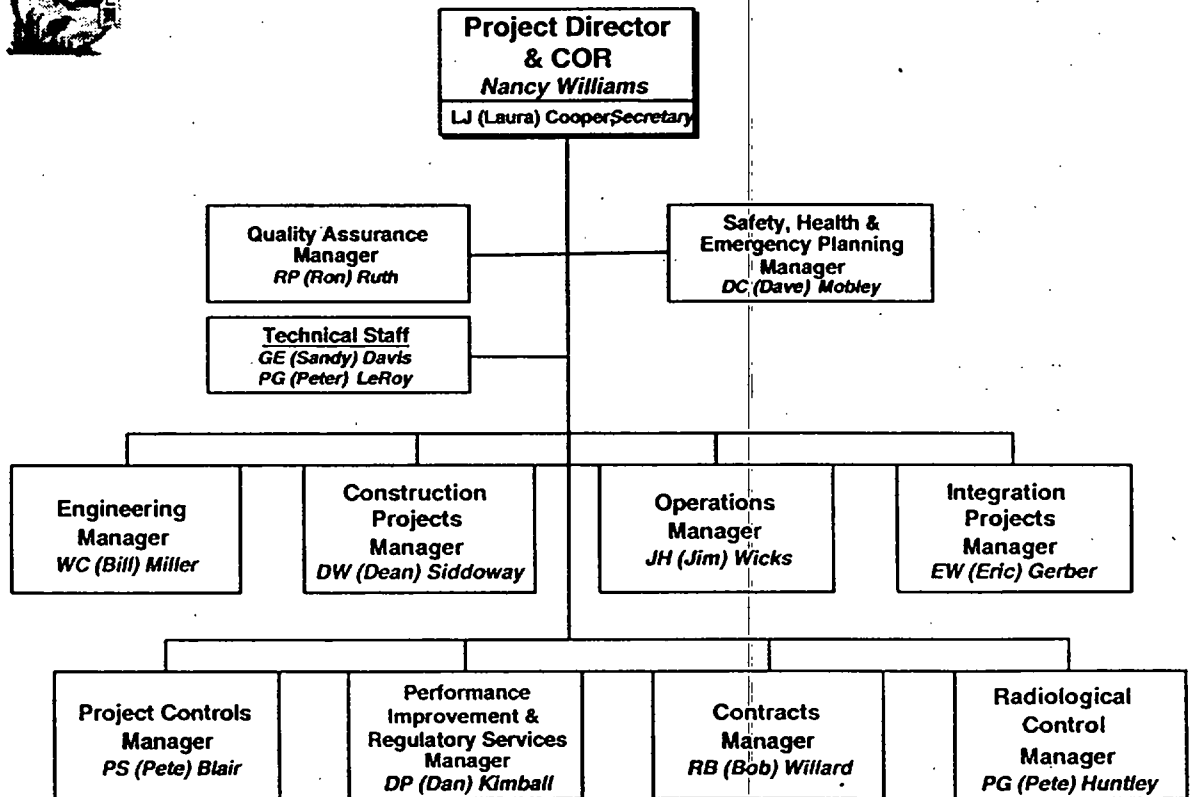 Project Director
& COR
Nancy Williams
LJ (Laura) Cooper, Secretary
Quality Assurance
Manager
RP (Ron) Ruth
Safety, Health &
Emergency Planning
Manager
DC (Dave) Mobley
Technical Staff
GE (Sandy) Davis
PG (Peter) LeRoy
Engineering
Manager
WC (Bill) Miller
Construction
Projects
Manager
DW (Dean) Siddoway
Operations
Manager
JH (Jim) Wicks
Integration
Projects
Manager
EW (Eric) Gerber
Project Controls
Manager
PS (Pete) Blair
Performance
Improvement &
Regulatory Services
Manager
DP (Dan) Kimball
Contracts
Manager
RB (Bob) Willard
Radiological
Control
Manager
PG (Pete) Huntley